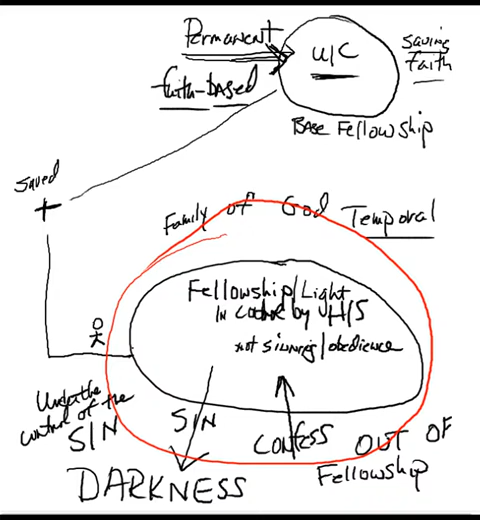 Permanent
faith-based
U/C
saving
faith
Base Fellowship
saved
Family of God
Temporal
Fellowship/Light
In control by H/S
not sinning/obedience
Under the
control of the
SIN
SIN
Confess
OUT OF
Fellowship
DARKNESS